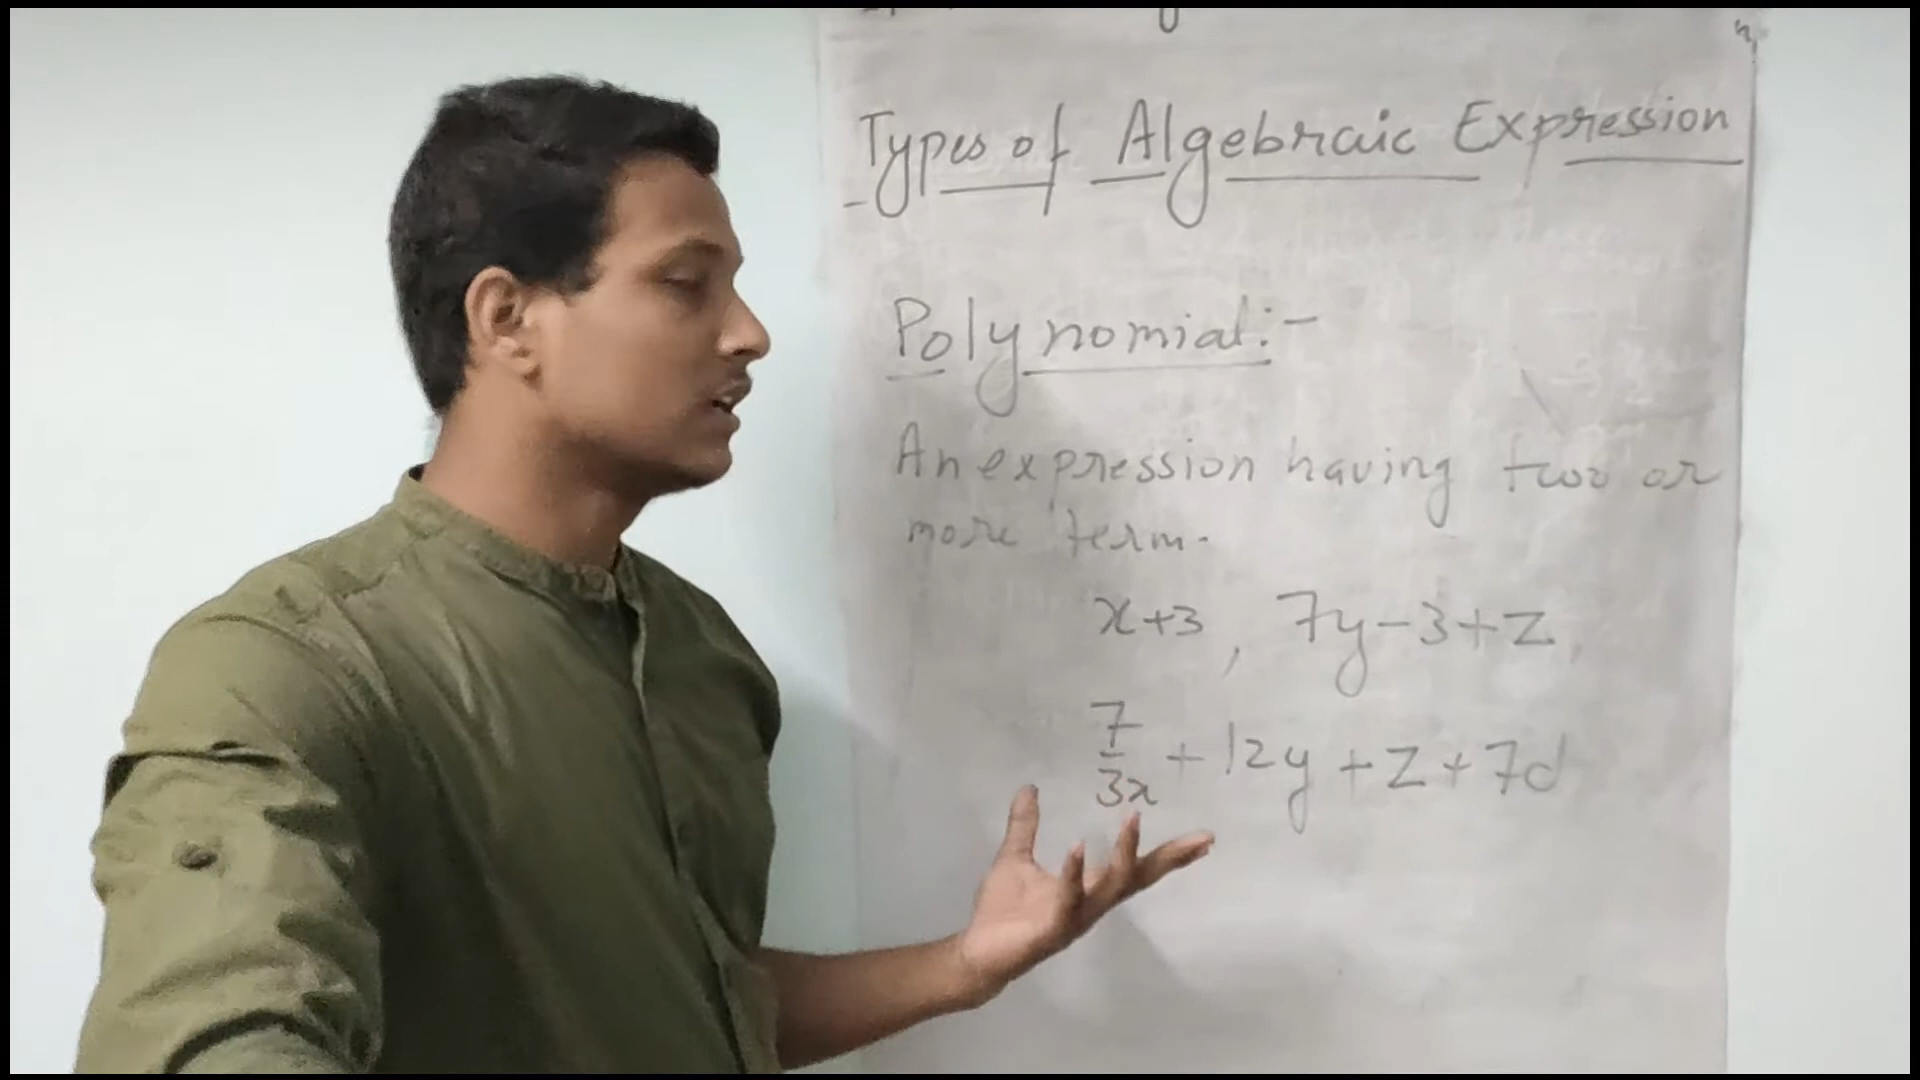 Types of Algebraic Expression
Polynomial:-
An expression having two or
more term.
x+3, 7y-3+z,
7/3x + 12y + z + 7d